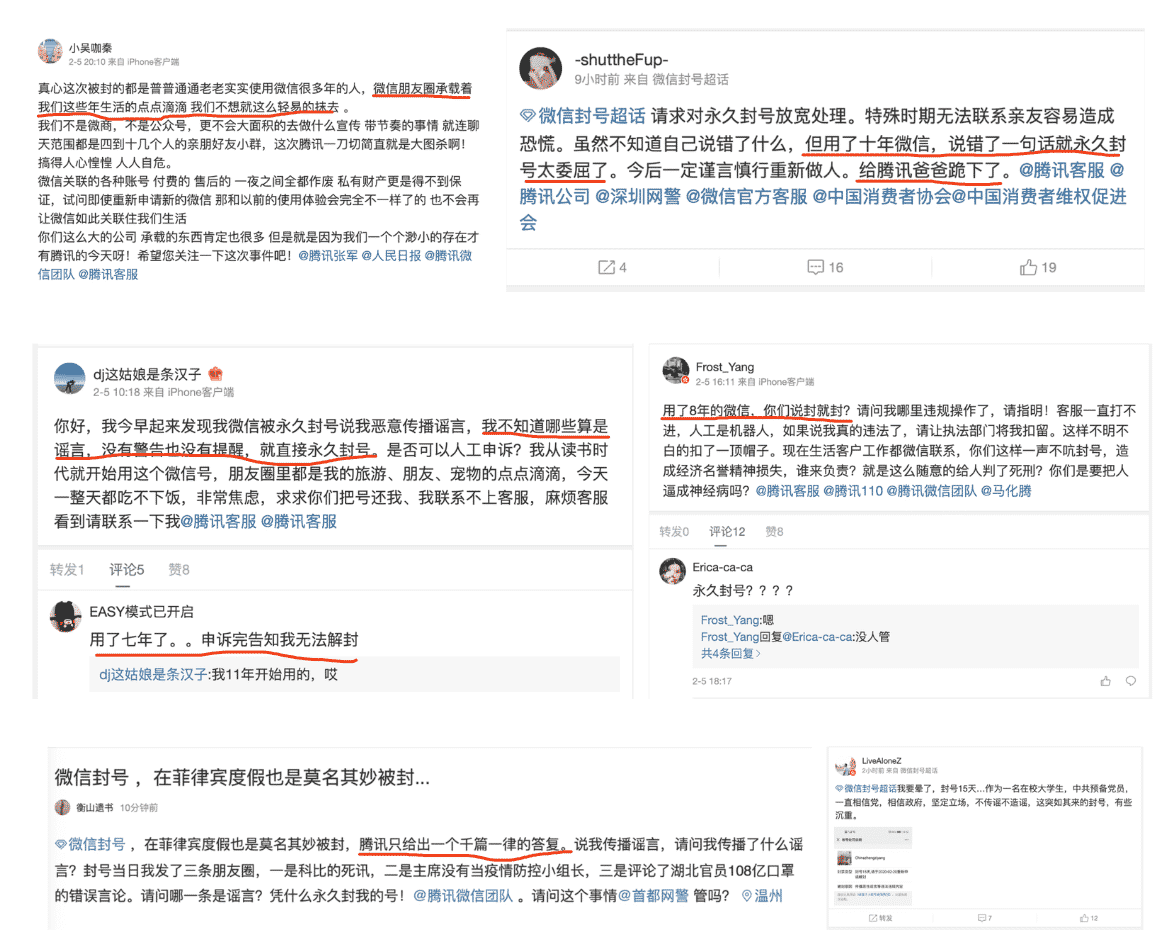 小吴咖秦
2-5 20:10 来自 iPhone客户端
真心这次被封的都是普普通通老老实实使用微信很多年的人，微信朋友圈承载着
我们这些年生活的点点滴滴 我们不想就这么轻易的抹去 。
我们不是微商，不是公众号，更不会大面积的去做什么宣传 带节奏的事情 就连聊
天范围都是四到十几个人的亲朋好友小群，这次腾讯一刀切简直就是大图杀啊！
搞得人心惶惶 人人自危。
微信关联的各种账号 付费的 售后的 一夜之间全都作废 私有财产更是得不到保
证，试问即使重新申请新的微信 那和以前的使用体验会完全不一样了的 也不会再
让微信如此关联住我们生活
你们这么大的公司 承载的东西肯定也很多 但是就是因为我们一个个渺小的存在才
有腾讯的今天呀！希望您关注一下这次事件吧！@腾讯张军 @人民日报 @腾讯微
信团队 @腾讯客服
-shuttheFup-
9小时前 来自 微信封号超话
微信封号超话 请求对永久封号放宽处理。特殊时期无法联系亲友容易造成
恐慌。虽然不知道自己说错了什么，但用了十年微信，说错了一句话就永久封
号太委屈了。今后一定谨言慎行重新做人。给腾讯爸爸跪下了。@腾讯客服 @
腾讯公司 @深圳网警 @微信官方客服 @中国消费者协会@中国消费者维权促进
会
4
16
19
dj这姑娘是条汉子
2-5 10:18 来自 iPhone客户端
你好，我今早起来发现我微信被永久封号说我恶意传播谣言，我不知道哪些算是
谣言，没有警告也没有提醒，就直接永久封号。是否可以人工申诉？我从读书时
代就开始用这个微信号，朋友圈里都是我的旅游、朋友、宠物的点点滴滴，今天
一整天都吃不下饭，非常焦虑，求求你们把号还我、我联系不上客服，麻烦客服
看到请联系一下我@腾讯客服 @腾讯客服
转发1 评论5 赞8
EASY模式已开启
用了七年了。。申诉完告知我无法解封
dj这姑娘是条汉子:我11年开始用的，哎
Frost_Yang
2-5 16:11 来自 iPhone客户端
用了8年的微信，你们说封就封？请问我哪里违规操作了，请指明！客服一直打不
进，人工是机器人，如果说我真的违法了，请让执法部门将我扣留。这样不明不
白的扣了一顶帽子。现在生活客户工作都微信联系，你们这样一声不吭封号，造
成经济名誉精神损失，谁来负责？就是这么随意的给人判了死刑？你们是要把人
逼成神经病吗？@腾讯客服 @腾讯110 @腾讯微信团队 @马化腾
转发0 评论12 赞8
Erica-ca-ca
永久封号？？？？
Frost_Yang:嗯
Frost_Yang回复@Erica-ca-ca:没人管
共4条回复>
2-5 18:17
微信封号，在菲律宾度假也是莫名其妙被封...
衡山遗书 10分钟前
微信封号 ，在菲律宾度假也是莫名其妙被封，腾讯只给出一个千篇一律的答复。说我传播谣言，请问我传播了什么谣
言？封号当日我发了三条朋友圈，一是科比的死讯，二是主席没有当疫情防控小组长，三是评论了湖北官员108亿口罩
的错误言论。请问哪一条是谣言？凭什么永久封我的号！@腾讯微信团队 。请问这个事情@首都网警 管吗？ 温州
LiveAloneZ
2小时前 来自 微信封号超话
微信封号超话我要晕了，封号15天...作为一名在校大学生，中共预备党员，
一直相信党，相信政府，坚定立场，不传谣不造谣，这突如其来的封号，有些
沉重。
转发
7
12